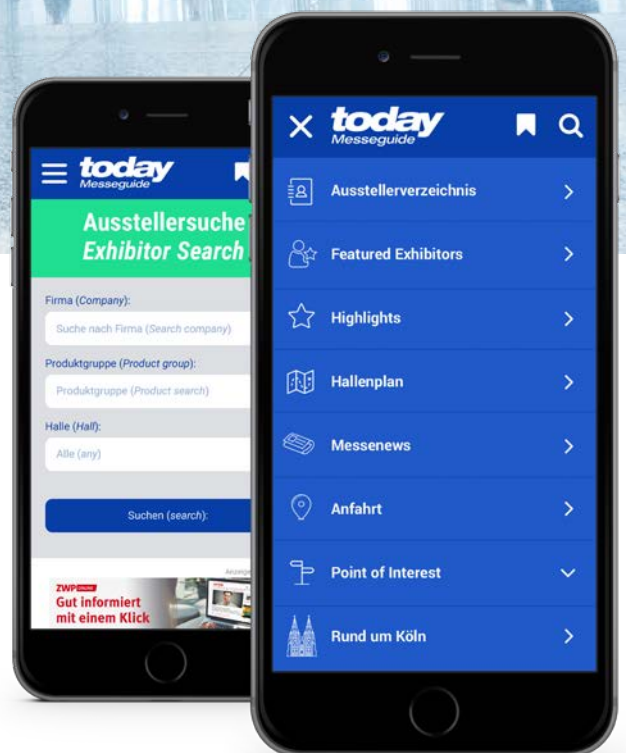 today
Messeguide
Ausstellersuche
Exhibitor Search
Firma (Company):
Suche nach Firma (Search company)
Produktgruppe (Product group):
Produktgruppe (Product search)
Halle (Hall):
Alle (any)
Suchen (search):
ZWP ONLINE
Gut informiert
mit einem Klick
today
Messeguide
Ausstellerverzeichnis
Featured Exhibitors
Highlights
Hallenplan
Messenews
Anfahrt
Point of Interest
Rund um Köln